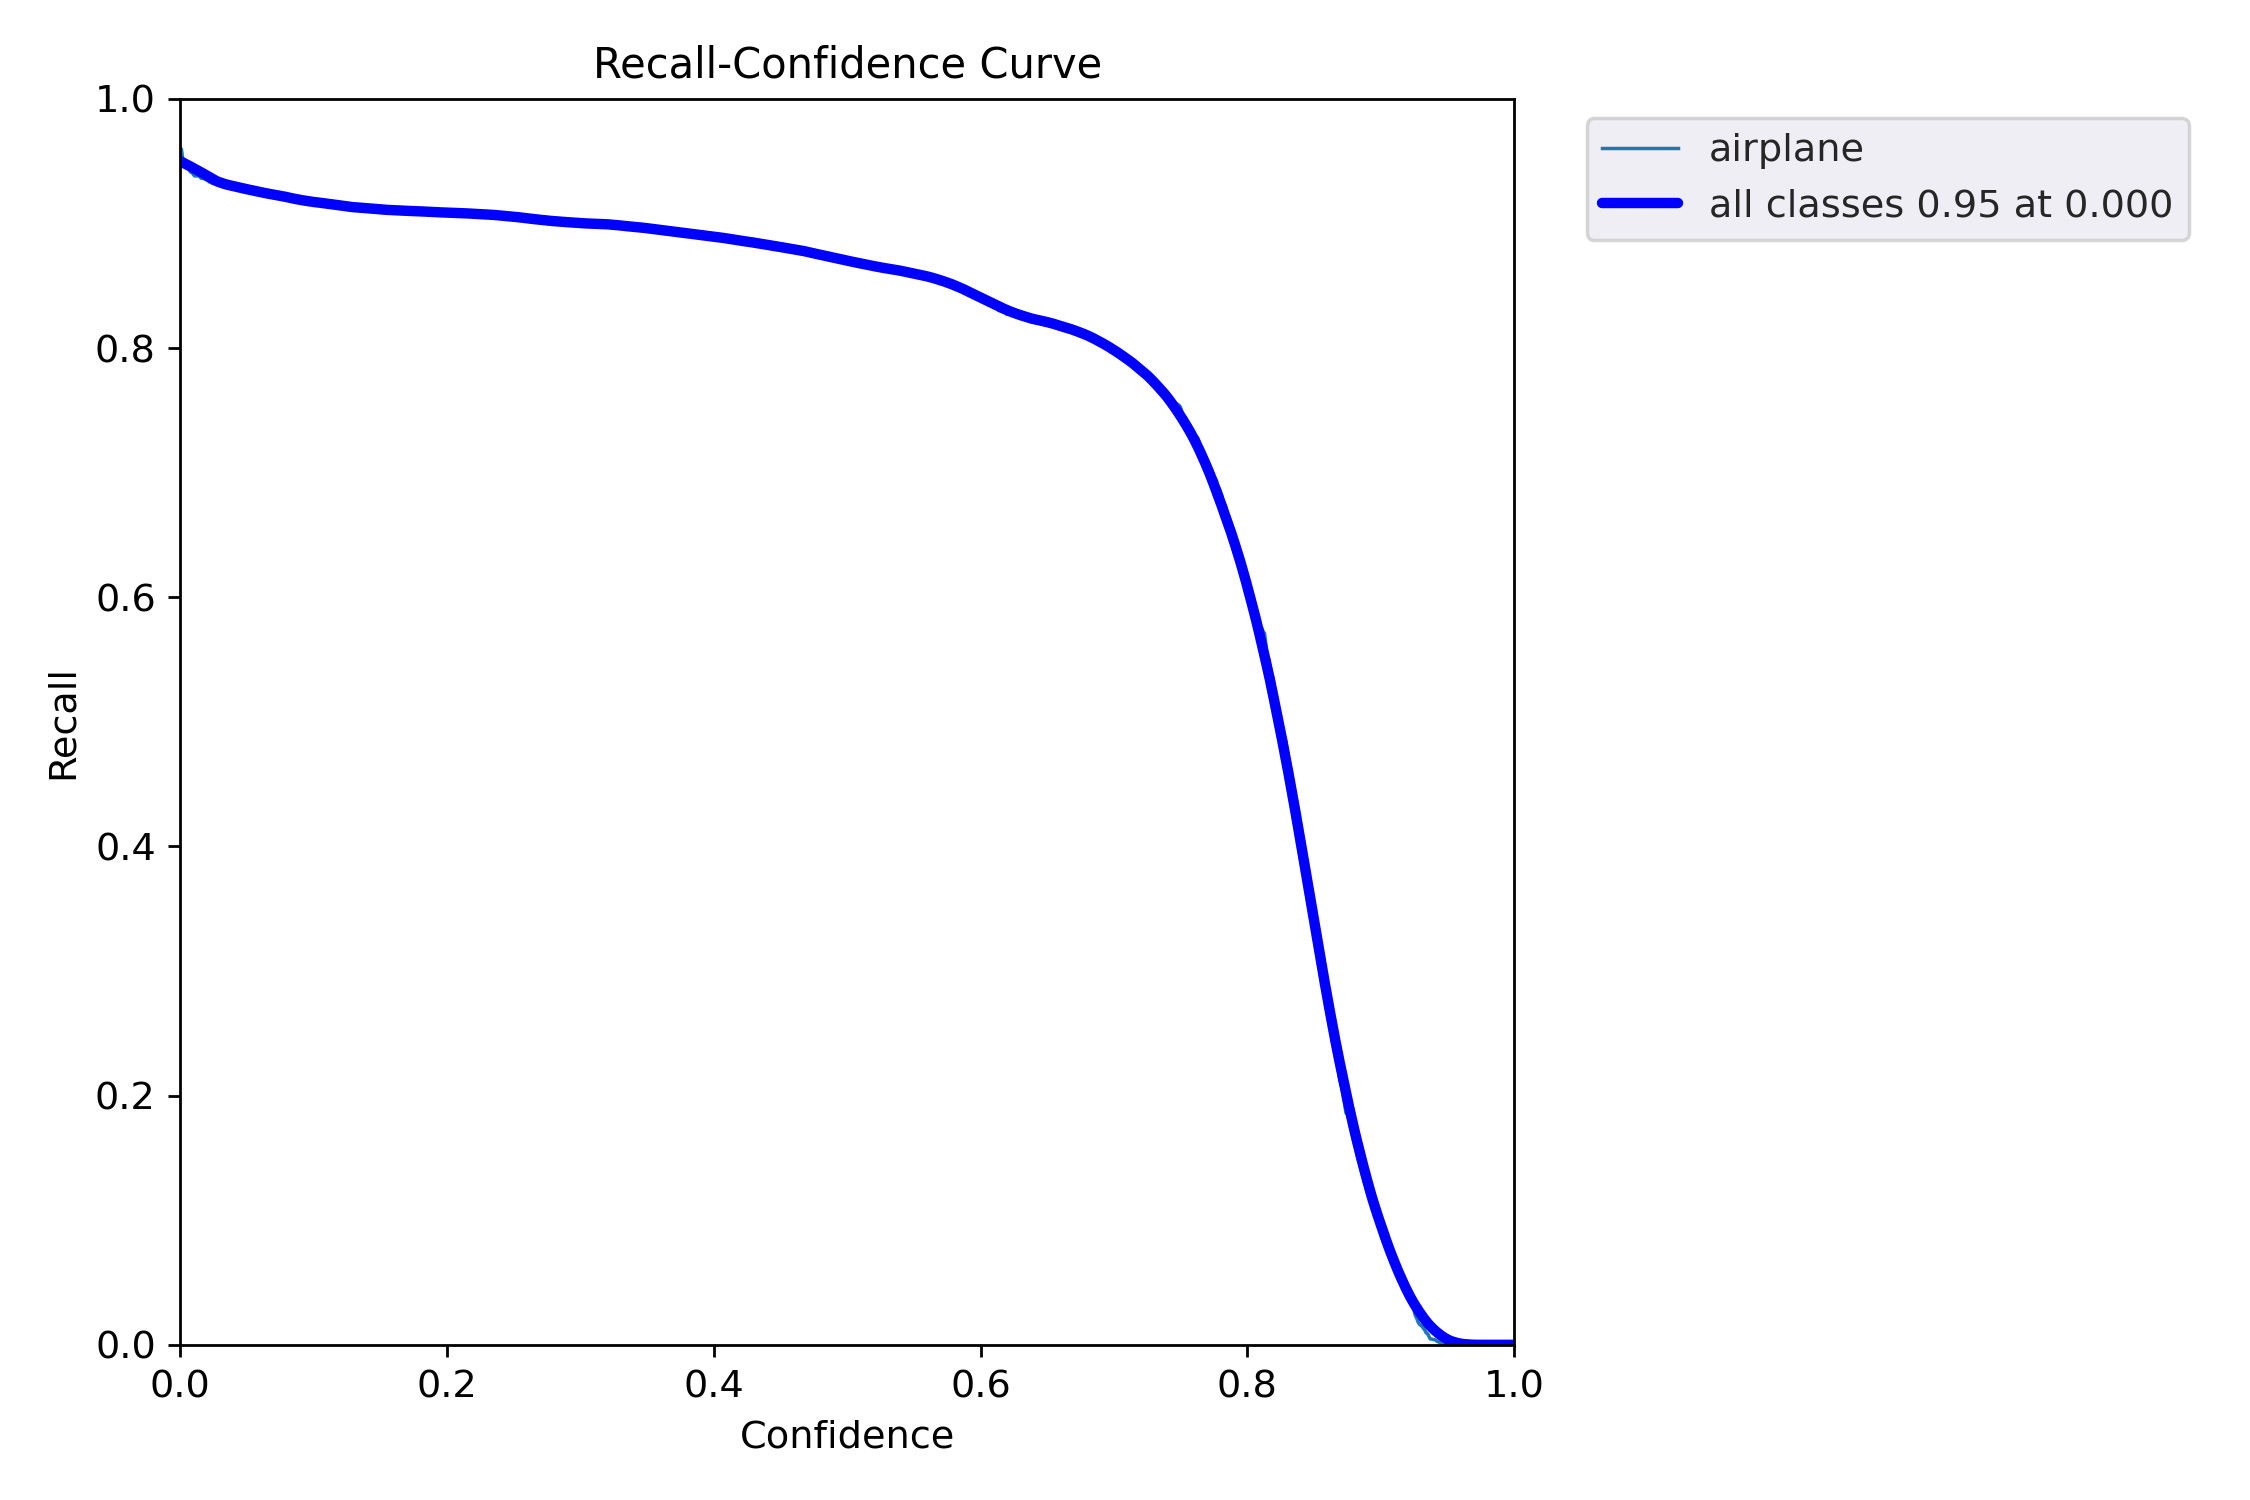 Recall-Confidence Curve
1.0
0.8
0.6
0.4
0.2
0.0
Recall
0.0 0.2 0.4 0.6 0.8 1.0
Confidence
airplane
all classes 0.95 at 0.000